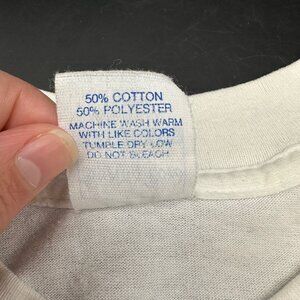 50% COTTON
50% POLYESTER
MACHINE WASH WARM
WITH LIKE COLORS
TUMBLE DRY LOW
DO NOT BLEACH